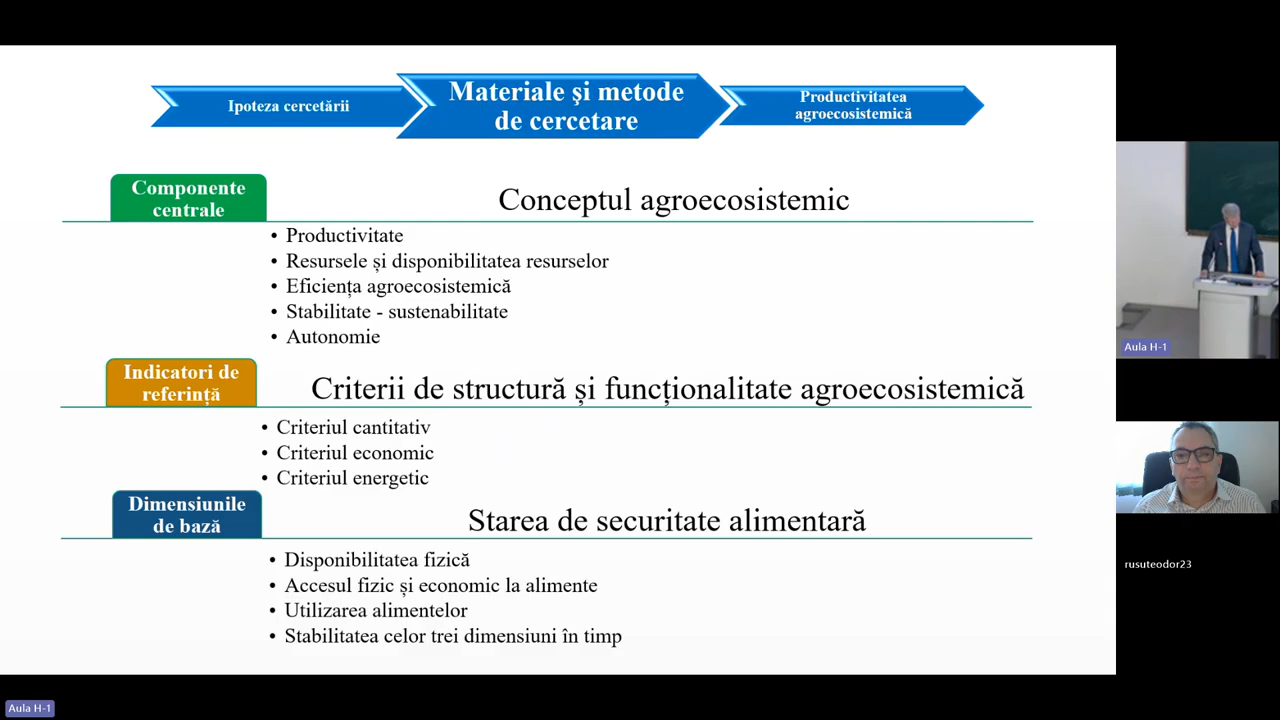 Ipoteza cercetării
Materiale şi metode
de cercetare
Productivitatea
agroecosistemică
Componente
centrale
Conceptul agroecosistemic
• Productivitate
• Resursele și disponibilitatea resurselor
• Eficiența agroecosistemică
• Stabilitate - sustenabilitate
• Autonomie
Indicatori de
referință
Criterii de structură și funcționalitate agroecosistemică
• Criteriul cantitativ
• Criteriul economic
• Criteriul energetic
Dimensiunile
de bază
Starea de securitate alimentară
• Disponibilitatea fizică
• Accesul fizic și economic la alimente
• Utilizarea alimentelor
• Stabilitatea celor trei dimensiuni în timp
Aula H-1
rusuteodor23
Aula H-1